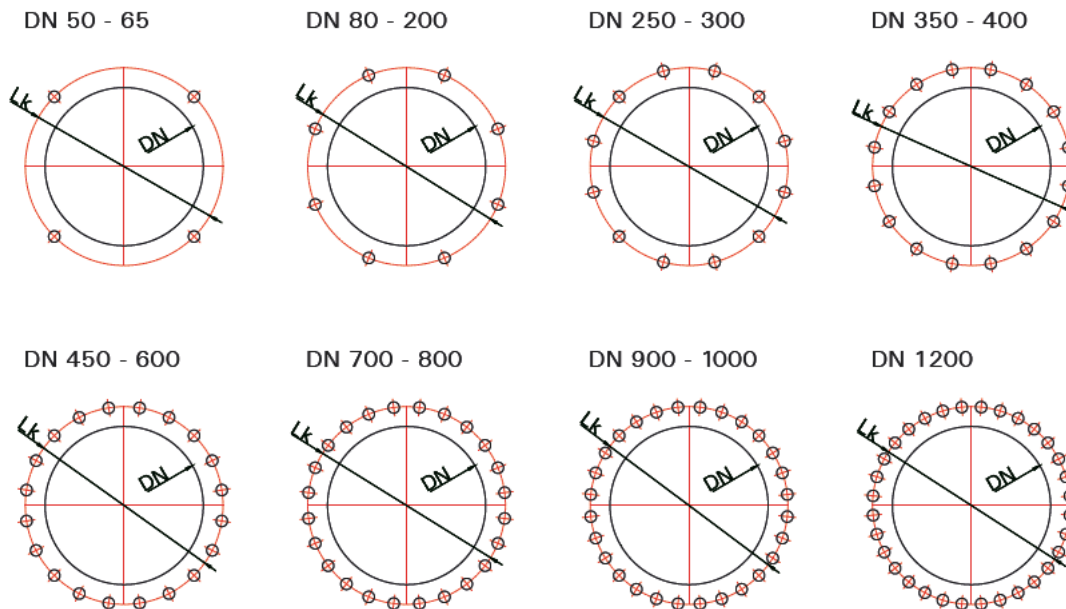 DN 50 - 65
DN 80 - 200
DN 250 - 300
DN 350 - 400
Lk
DN
Lk
DN
Lk
DN
Lk
DN
DN 450 - 600
DN 700 - 800
DN 900 - 1000
DN 1200
Lk
DN
Lk
DN
Lk
DN
Lk
DN